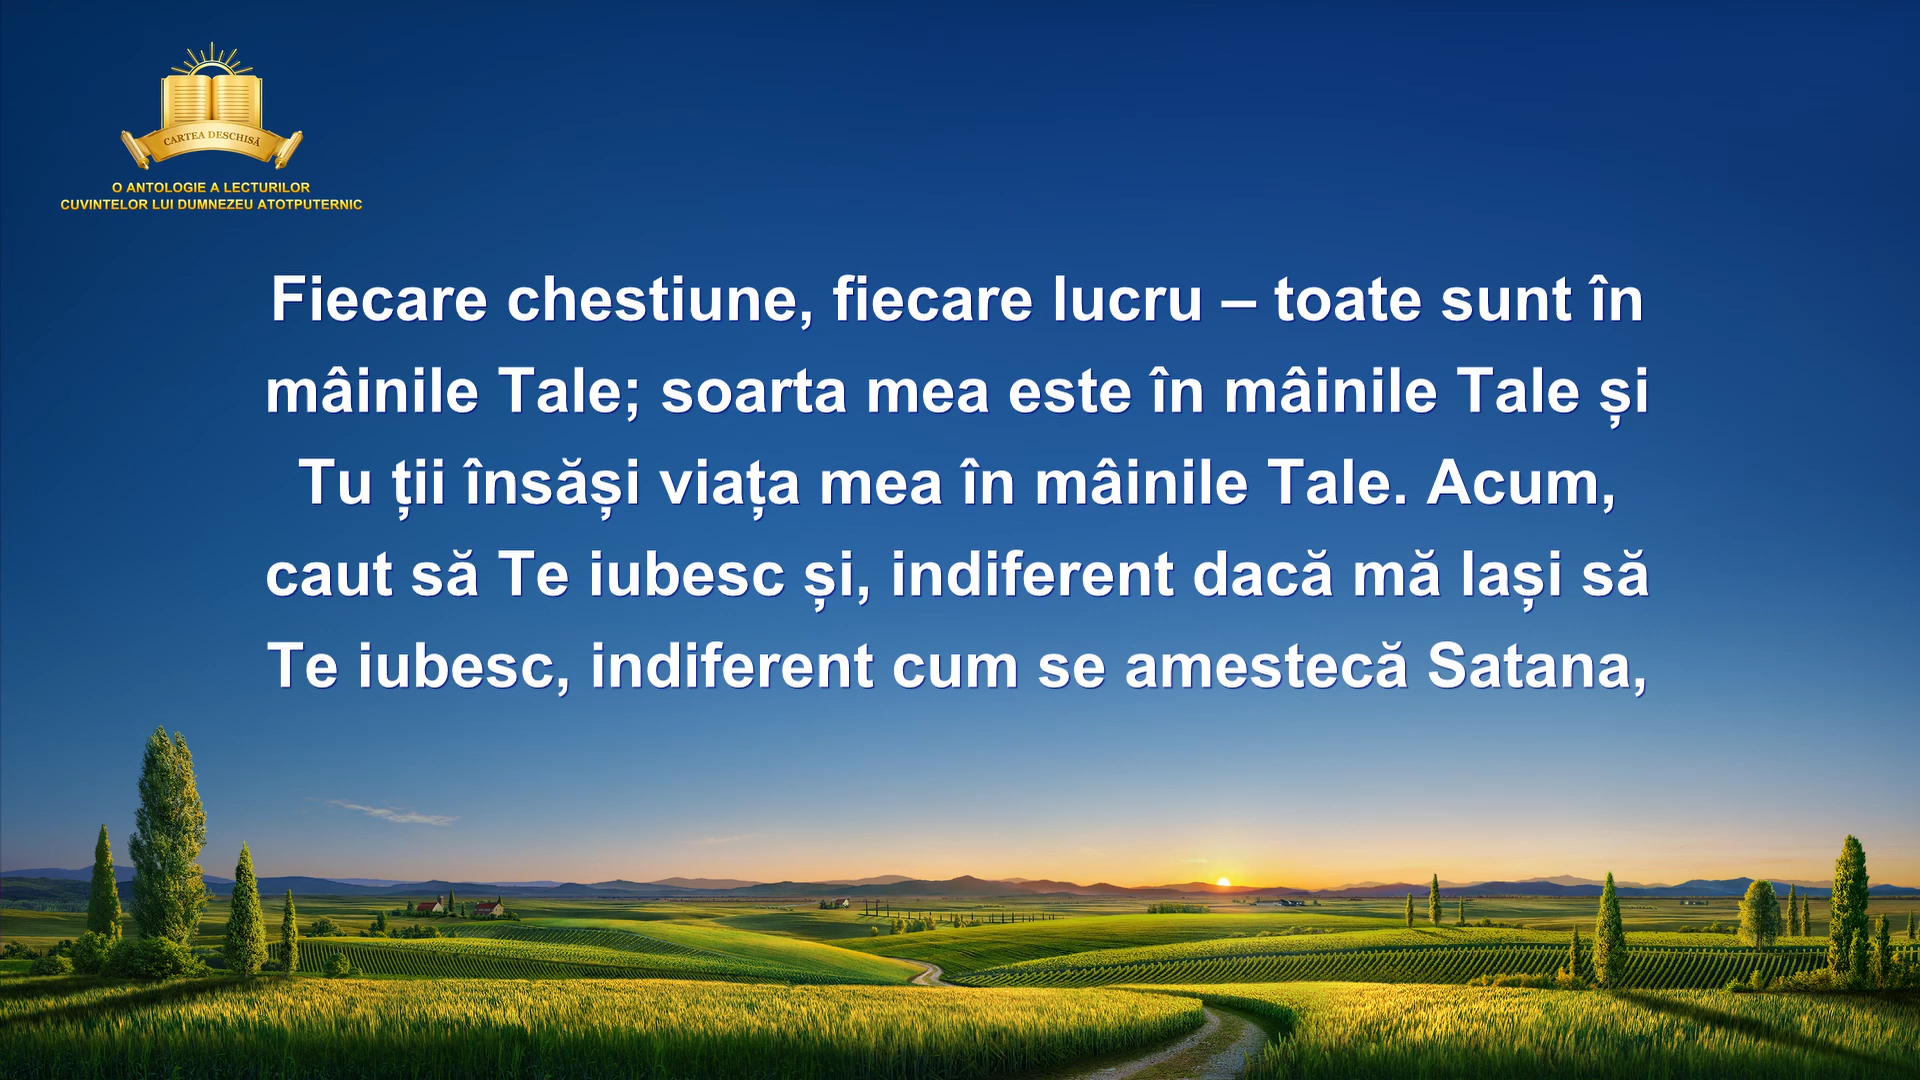 CARTEA DESCHISĂ
O ANTOLOGIE A LECTURILOR
CUVINTELOR LUI DUMNEZEU ATOTPUTERNIC
Fiecare chestiune, fiecare lucru – toate sunt în
mâinile Tale; soarta mea este în mâinile Tale și
Tu ții însăși viața mea în mâinile Tale. Acum,
caut să Te iubesc și, indiferent dacă mă lași să
Te iubesc, indiferent cum se amestecă Satana,